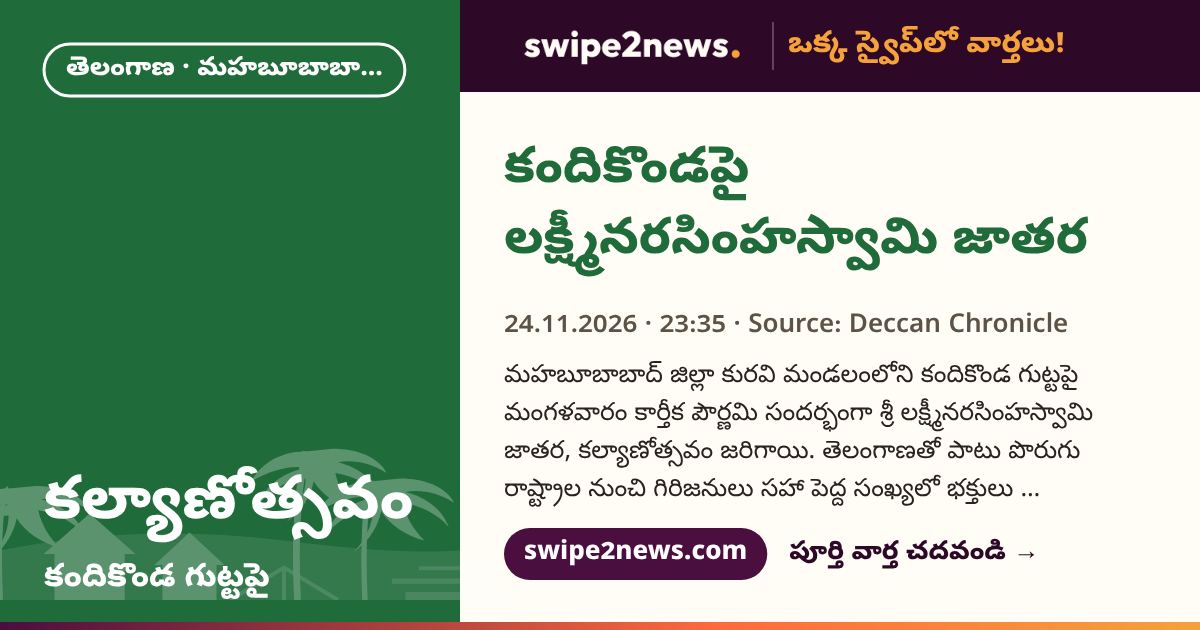 తెలంగాణ · మహబూబాబా...
కల్యాణోత్సవం
కందికొండ గుట్టపై
swipe2news.
ఒక్క స్వైప్‌లో వార్తలు!
కందికొండపై
లక్ష్మీనరసింహస్వామి జాతర
24.11.2026 · 23:35 · Source: Deccan Chronicle
మహబూబాబాద్ జిల్లా కురవి మండలంలోని కందికొండ గుట్టపై
మంగళవారం కార్తీక పౌర్ణమి సందర్భంగా శ్రీ లక్ష్మీనరసింహస్వామి
జాతర, కల్యాణోత్సవం జరిగాయి. తెలంగాణతో పాటు పొరుగు
రాష్ట్రాల నుంచి గిరిజనులు సహా పెద్ద సంఖ్యలో భక్తులు ...
swipe2news.com
పూర్తి వార్త చదవండి →